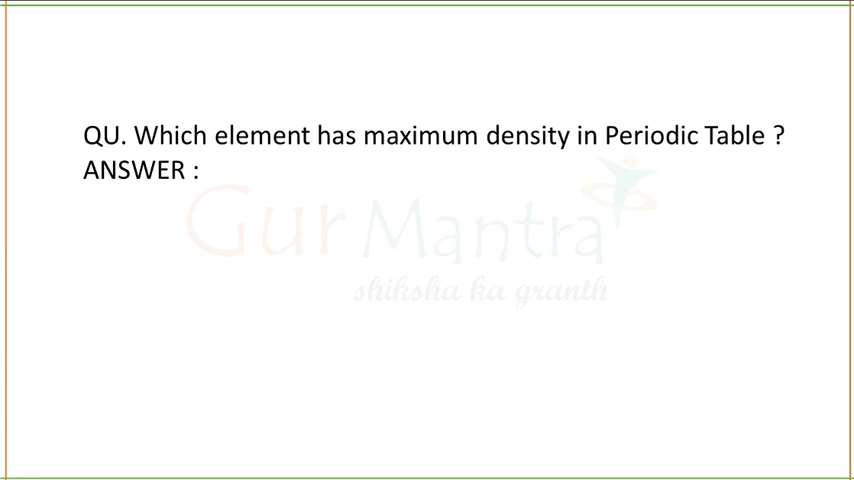 QU. Which element has maximum density in Periodic Table ?
ANSWER :
Gur Mantra
shiksha ka granth